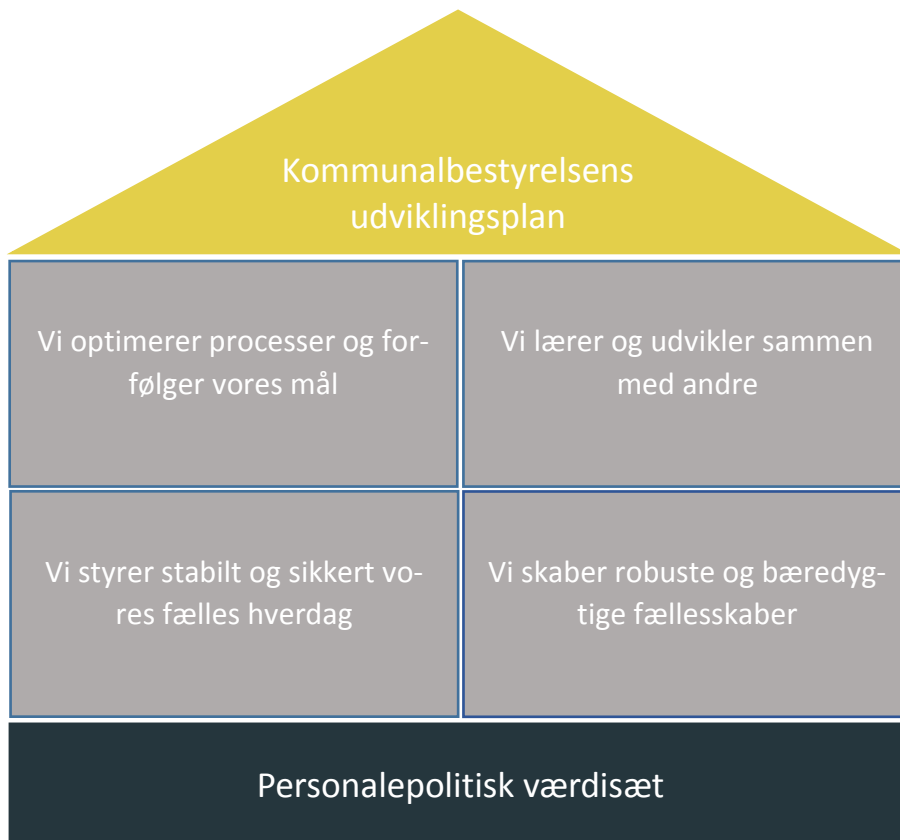 Kommunalbestyrelsens
udviklingsplan
Vi optimerer processer og for-
følger vores mål
Vi lærer og udvikler sammen
med andre
Vi styrer stabilt og sikkert vo-
res fælles hverdag
Vi skaber robuste og bæredyg-
tige fællesskaber
Personalepolitisk værdisæt